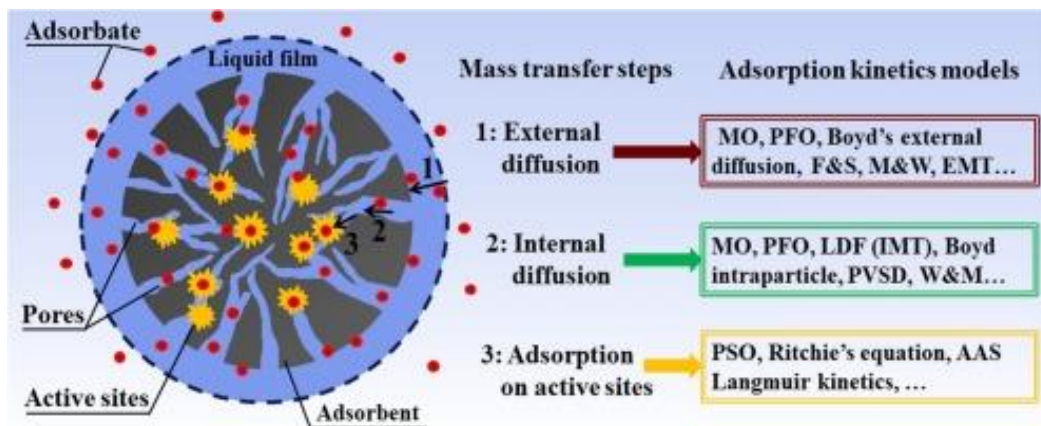 Adsorbate
Liquid film
1
2
3
Pores
Active sites
Adsorbent
Mass transfer steps
1: External
diffusion
2: Internal
diffusion
3: Adsorption
on active sites
Adsorption kinetics models
MO, PFO, Boyd's external
diffusion, F&S, M&W, EMT...
MO, PFO, LDF (IMT), Boyd
intraparticle, PVSD, W&M...
PSO, Ritchie's equation, AAS
Langmuir kinetics, ...